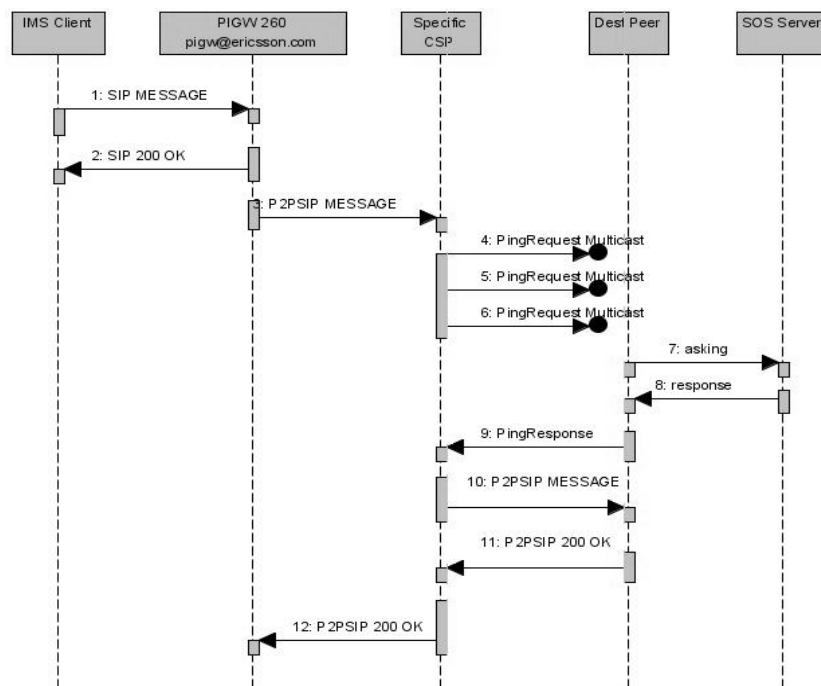 IMS Client
PIGW 260
pigw@ericsson.com
Specific
CSP
Dest Peer
SOS Server
1: SIP MESSAGE
2: SIP 200 OK
3: P2PSIP MESSAGE
4: PingRequest Multicast
5: PingRequest Multicast
6: PingRequest Multicast
7: asking
8: response
9: PingResponse
10: P2PSIP MESSAGE
11: P2PSIP 200 OK
12: P2PSIP 200 OK